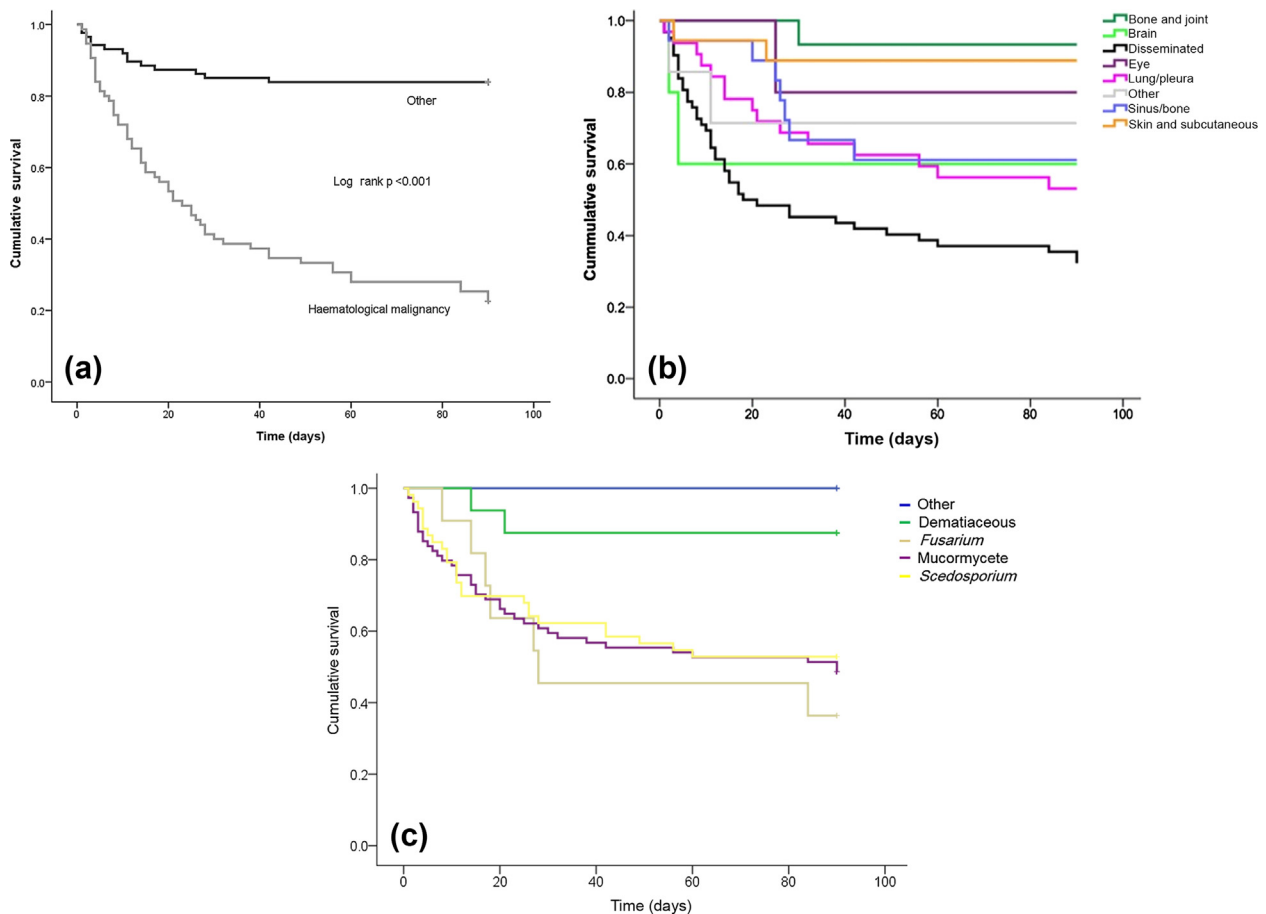 1.0
0.8
0.6
0.4
0.2
0.0
Cumulative survival
Other
Log rank p <0.001
Haematological malignancy
(a)
0 20 40 60 80 100
Time (days)
1.0
0.8
0.6
0.4
0.2
0.0
Cummulative survival
Bone and joint
Brain
Disseminated
Eye
Lung/pleura
Other
Sinus/bone
Skin and subcutaneous
(b)
0 20 40 60 80 100
Time (days)
1.0
0.8
0.6
0.4
0.2
0.0
Cumulative survival
Other
Dematiaceous
Fusarium
Mucormycete
Scedosporium
(c)
0 20 40 60 80 100
Time (days)